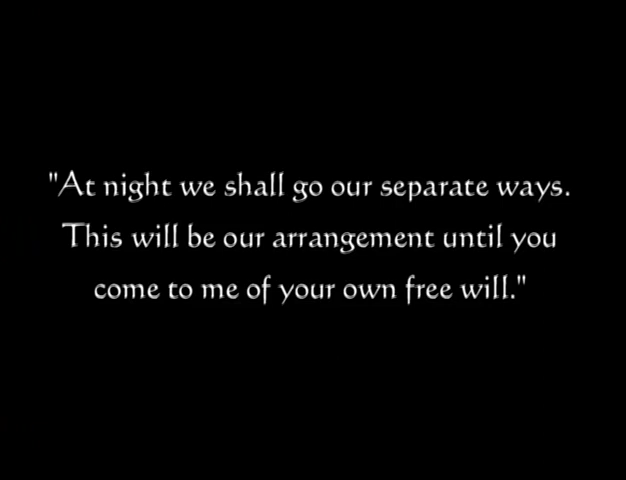 "At night we shall go our separate ways.
This will be our arrangement until you
come to me of your own free will."